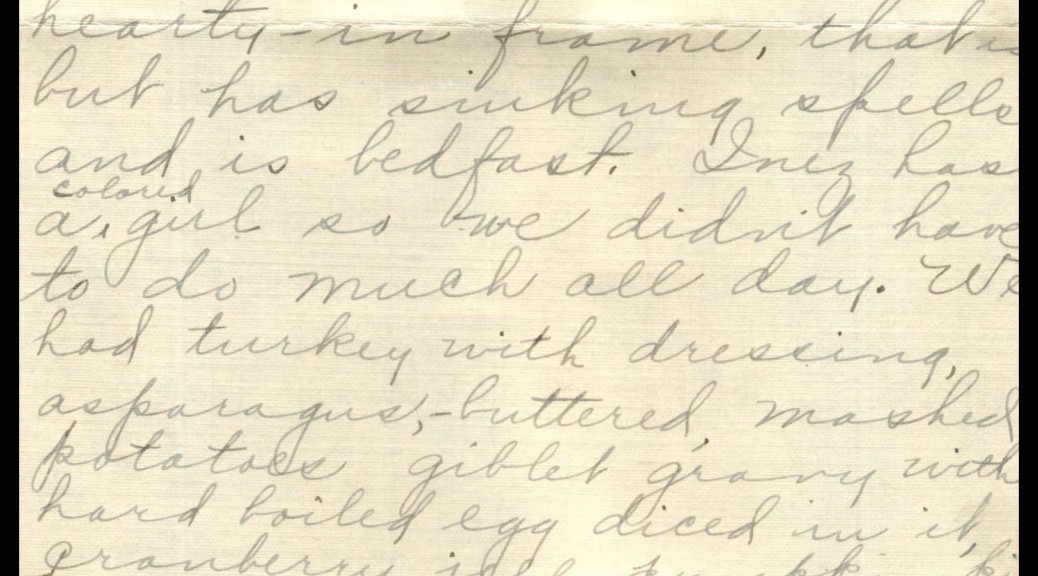 hearty-in frame, that is
but has sinking spells
and is bedfast. Inez has
colored
a girl so we didn't have
to do much all day. We
had turkey with dressing,
asparagus,-buttered, mashed
potatoes giblet gravy with
hard boiled egg diced in it,
cranberry